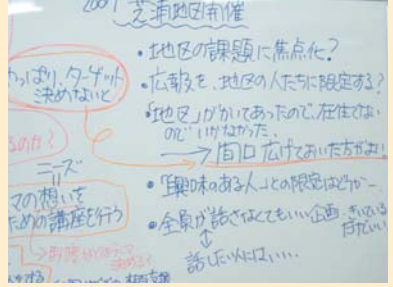 2009 芝浦地区開催
・地区の課題に焦点化?
・広報を、地区の人たちに限定する?
「地区」がかいてあったので、在住でない
のでいかなかった。
→間口広げておいた方がよい
・「興味のある人」との限定はどうか
・全員が話さなくてもいい企画・きいている
だけでいい
↕
話したい人には…
やっぱり、ターゲット
決めないと
るのか?
ニーズ
マの想いを
ための講座を行う